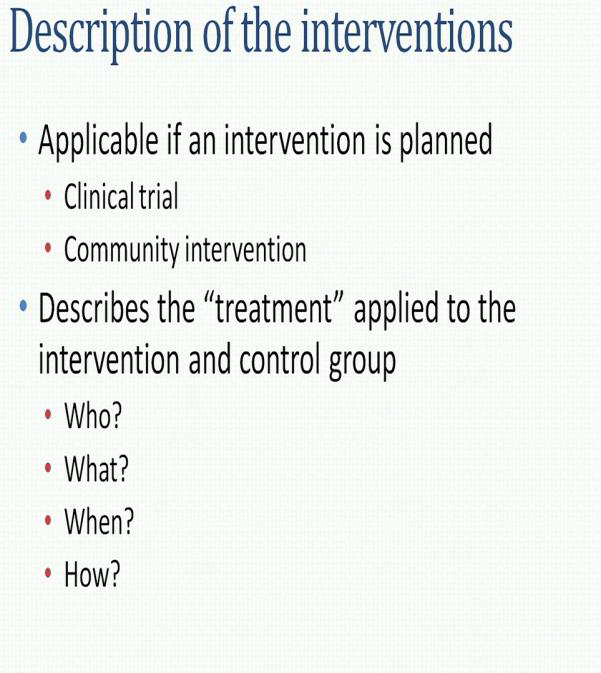 Description of the interventions
• Applicable if an intervention is planned
• Clinical trial
• Community intervention
• Describes the “treatment” applied to the
intervention and control group
• Who?
• What?
• When?
• How?